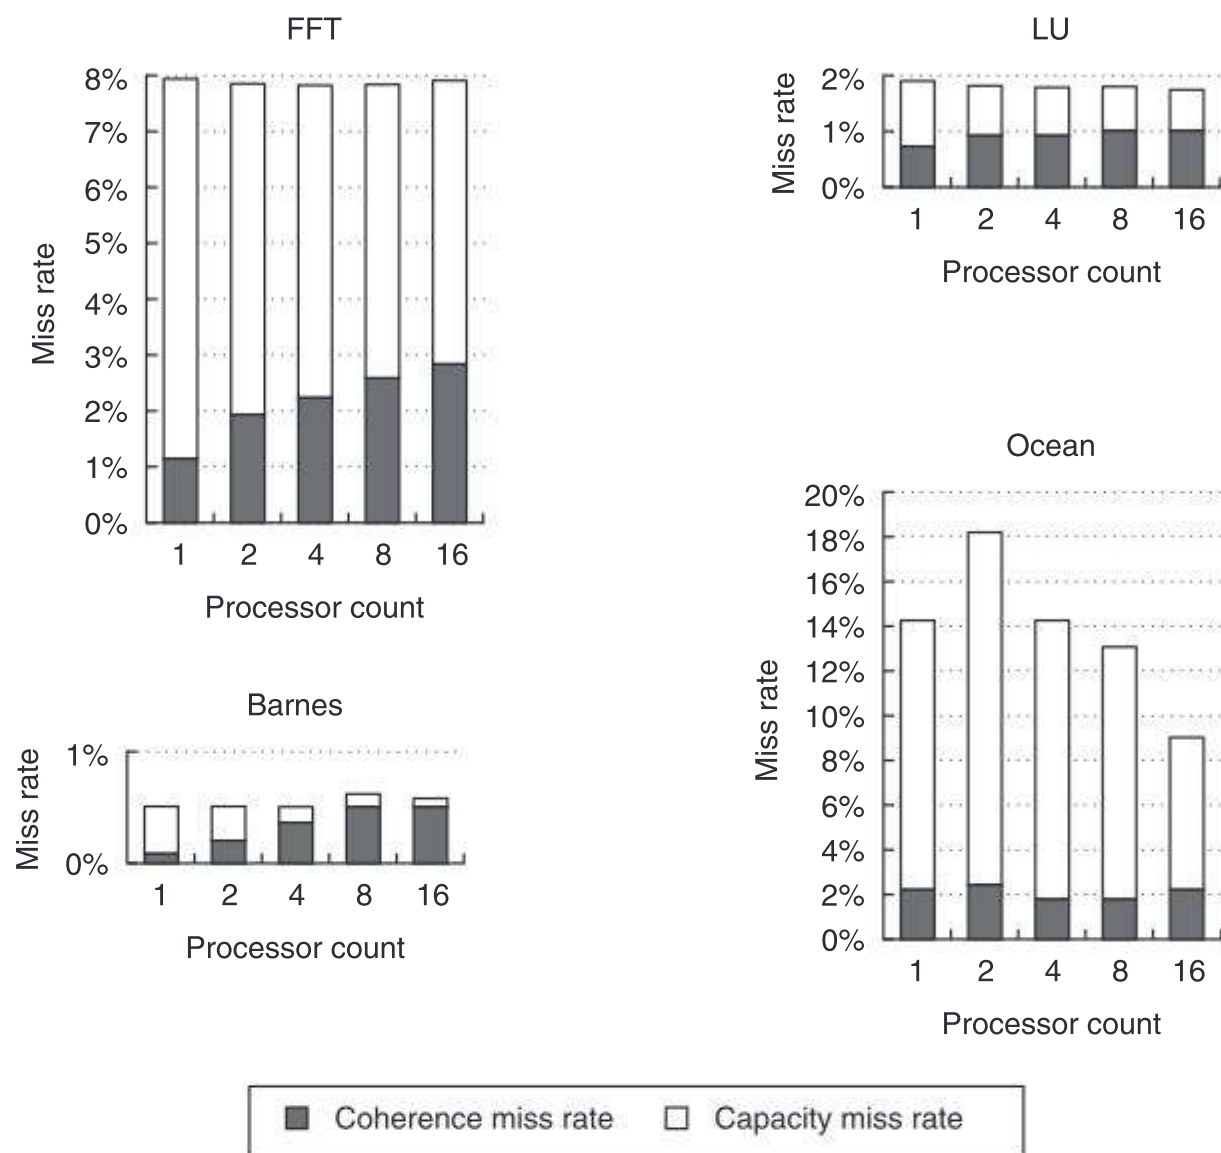 FFT
8%
7%
6%
5%
4%
3%
2%
1%
0%
Miss rate
1 2 4 8 16
Processor count
LU
2%
1%
0%
Miss rate
1 2 4 8 16
Processor count
Barnes
1%
0%
Miss rate
1 2 4 8 16
Processor count
Ocean
20%
18%
16%
14%
12%
10%
8%
6%
4%
2%
0%
Miss rate
1 2 4 8 16
Processor count
Coherence miss rate Capacity miss rate